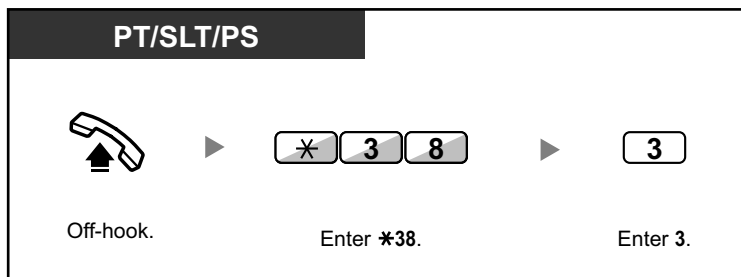 PT/SLT/PS
✳ 3 8 3
Off-hook. Enter ✳38. Enter 3.